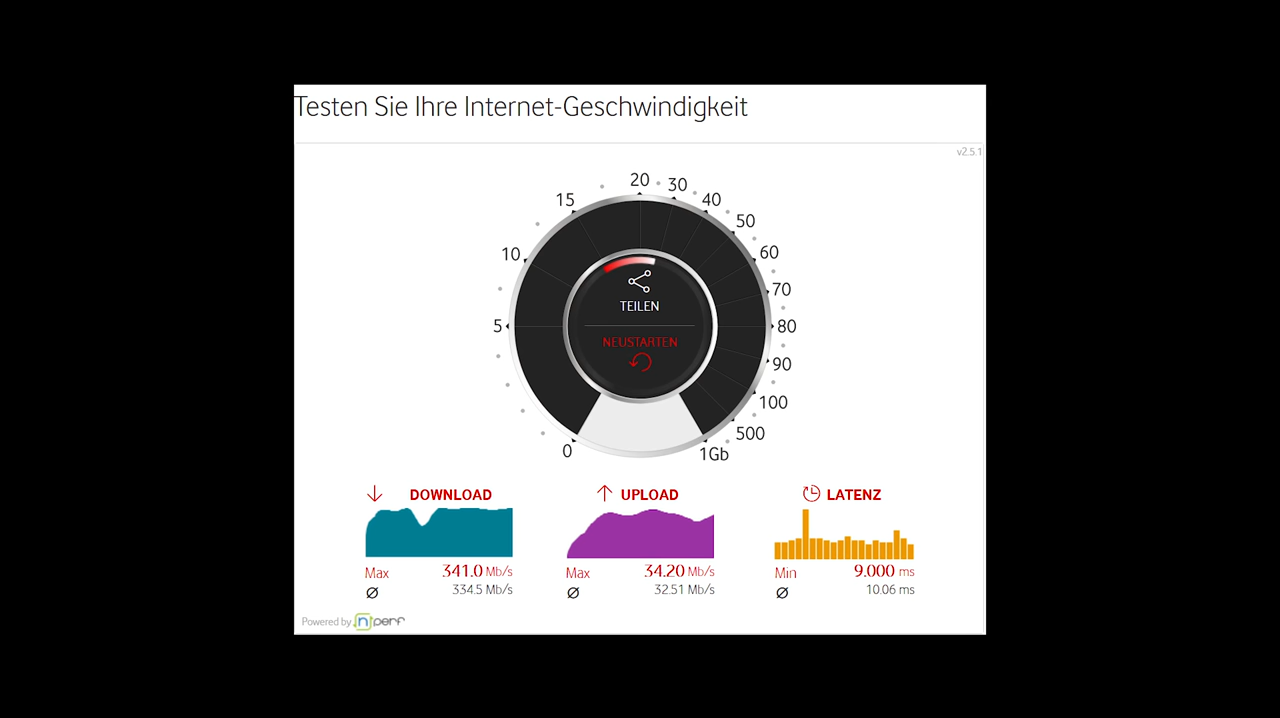 Testen Sie Ihre Internet-Geschwindigkeit
v2.5.1
20
30
15
40
50
10
60
70
5
80
90
100
0
500
1Gb
TEILEN
NEUSTARTEN
DOWNLOAD
Max 341.0 Mb/s
Ø 334.5 Mb/s
UPLOAD
Max 34.20 Mb/s
Ø 32.51 Mb/s
LATENZ
Min 9.000 ms
Ø 10.06 ms
Powered by nperf